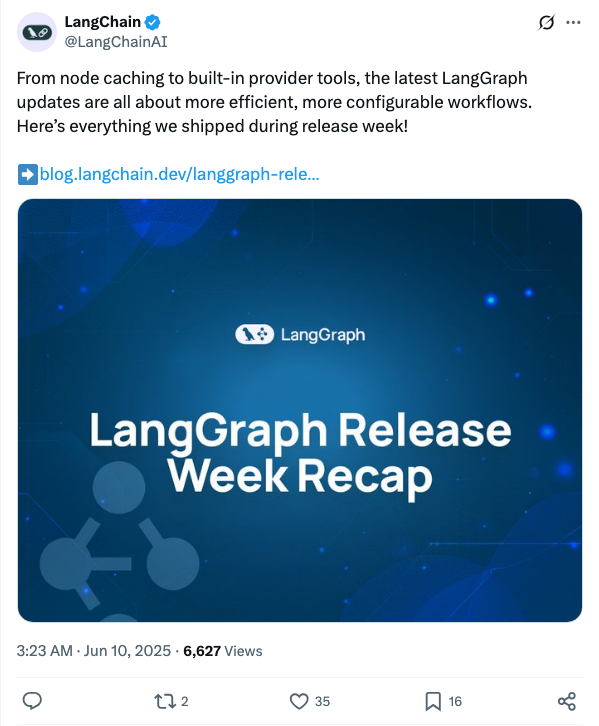 LangChain
@LangChainAI
From node caching to built-in provider tools, the latest LangGraph
updates are all about more efficient, more configurable workflows.
Here’s everything we shipped during release week!
➡️blog.langchain.dev/langgraph-rele…
LangGraph
LangGraph Release
Week Recap
3:23 AM · Jun 10, 2025 · 6,627 Views
2 35 16